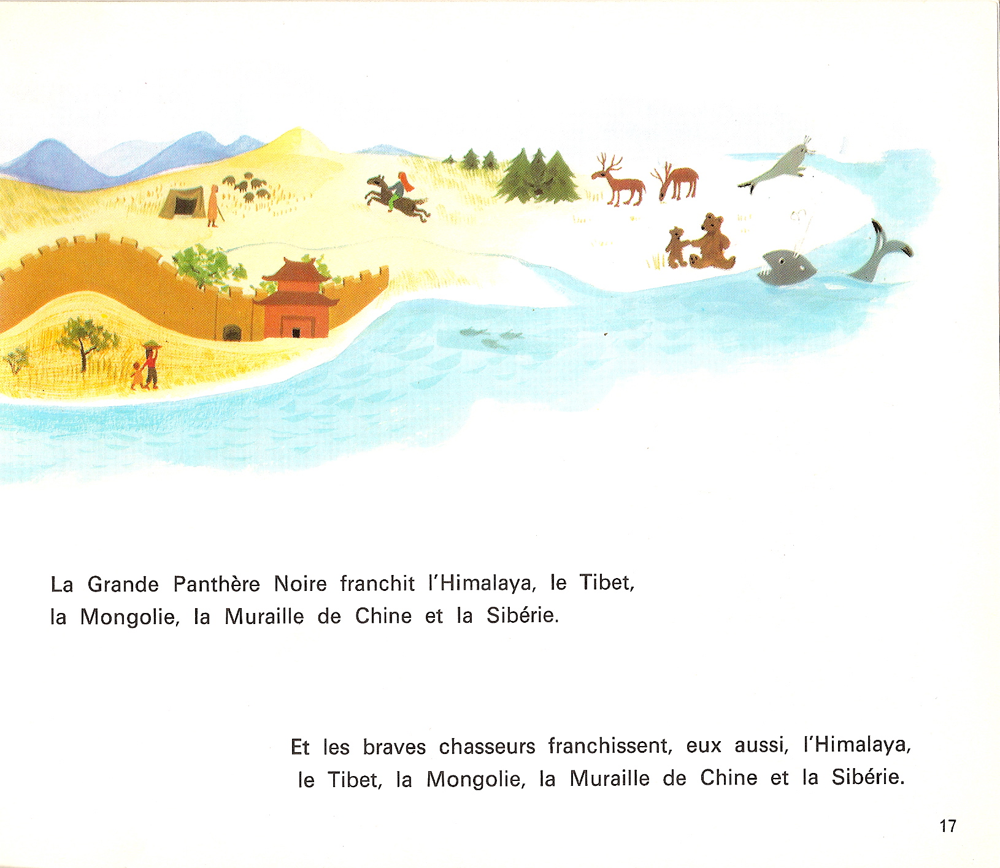 La Grande Panthère Noire franchit l'Himalaya, le Tibet,
la Mongolie, la Muraille de Chine et la Sibérie.
Et les braves chasseurs franchissent, eux aussi, l'Himalaya,
le Tibet, la Mongolie, la Muraille de Chine et la Sibérie.
17